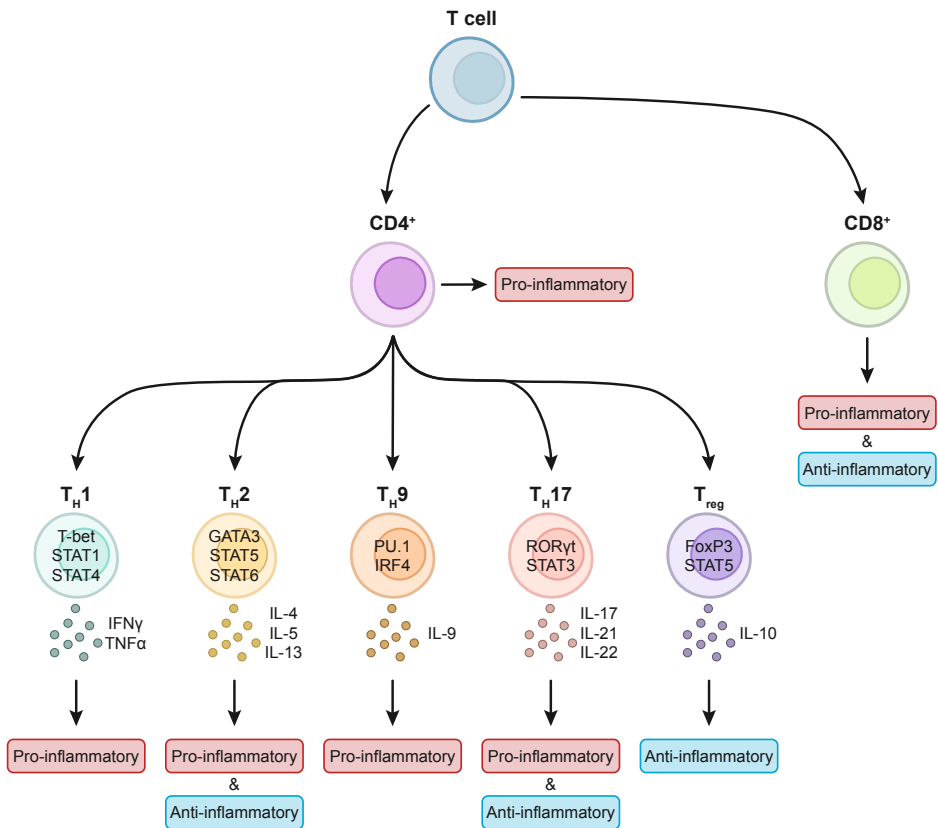 T cell
CD4⁺
CD8⁺
Pro-inflammatory
Pro-inflammatory
&
Anti-inflammatory
TH1
T-bet
STAT1
STAT4
IFNγ
TNFα
Pro-inflammatory
TH2
GATA3
STAT5
STAT6
IL-4
IL-5
IL-13
Pro-inflammatory
&
Anti-inflammatory
TH9
PU.1
IRF4
IL-9
Pro-inflammatory
TH17
RORγt
STAT3
IL-17
IL-21
IL-22
Pro-inflammatory
&
Anti-inflammatory
Treg
FoxP3
STAT5
IL-10
Anti-inflammatory